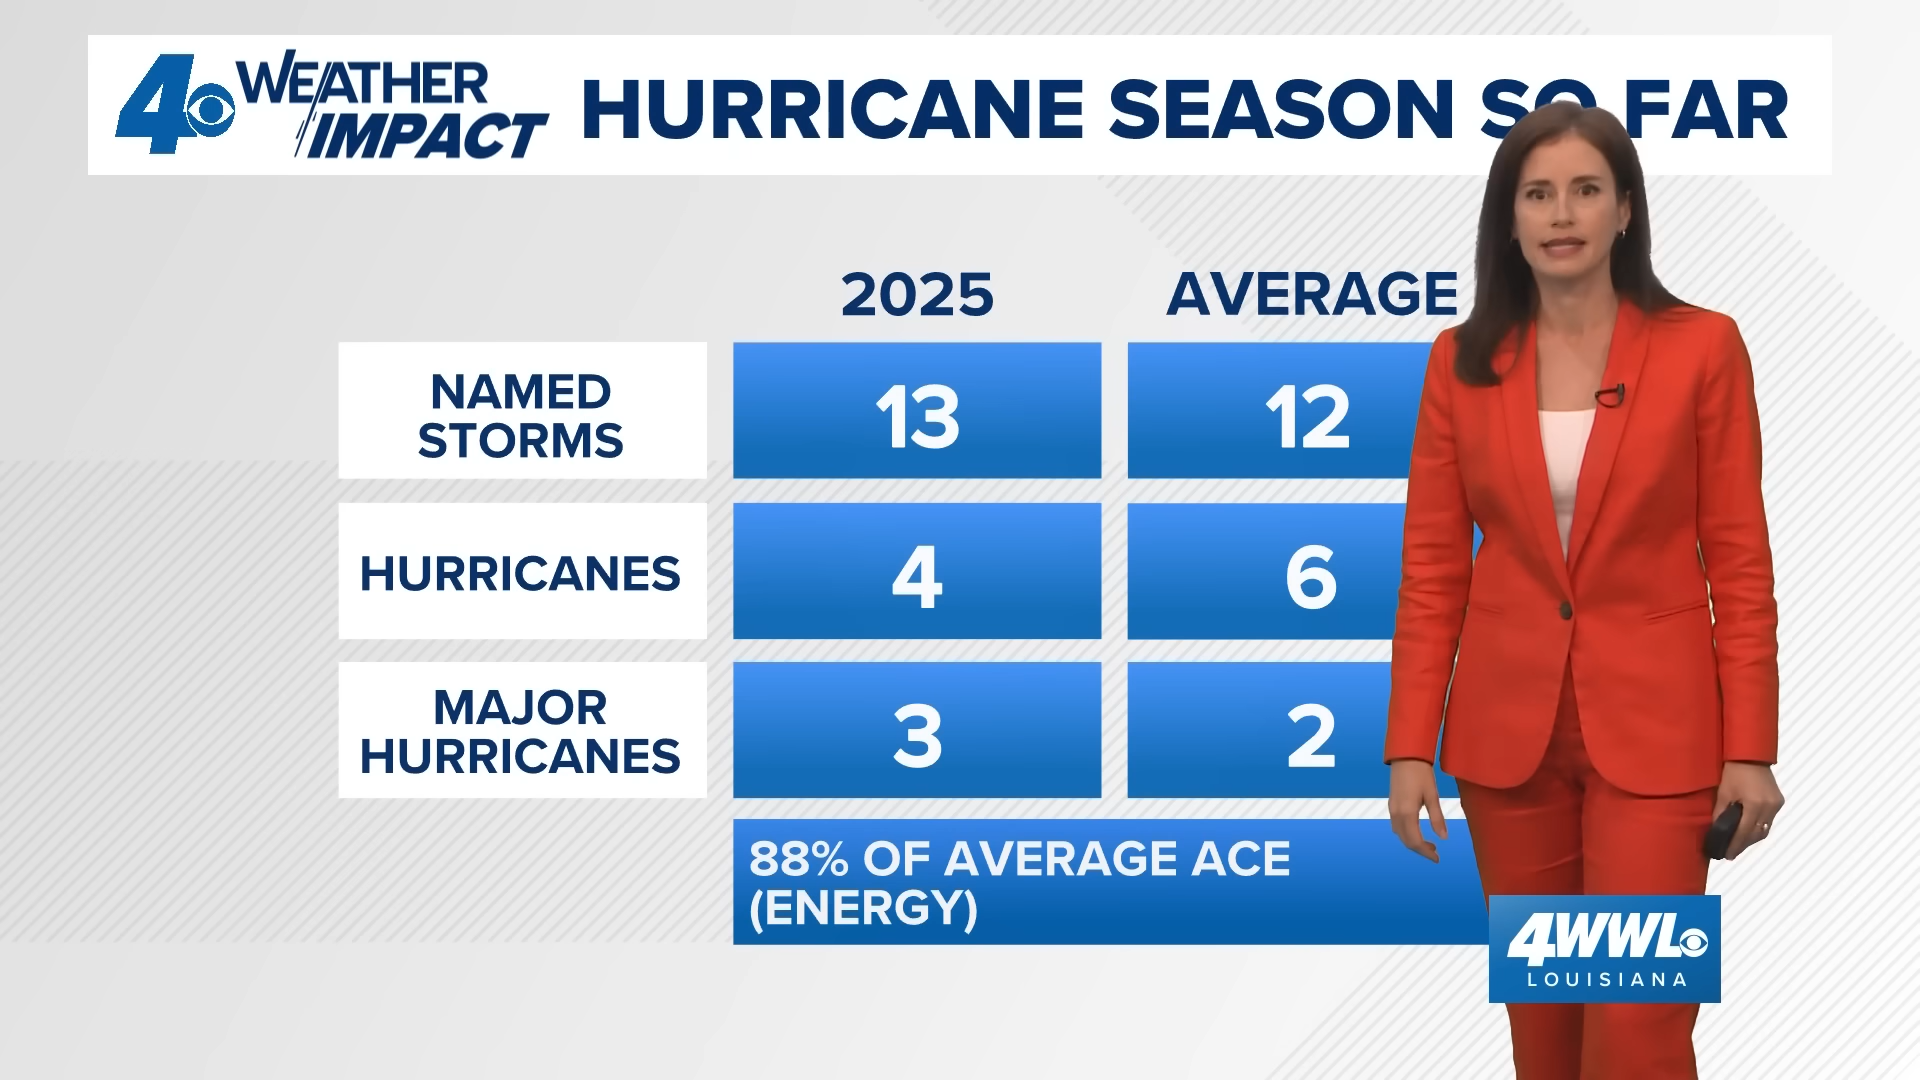 4 WEATHER
IMPACT
HURRICANE SEASON SO FAR
2025 AVERAGE
NAMED
STORMS
13 12
HURRICANES
4 6
MAJOR
HURRICANES
3 2
88% OF AVERAGE ACE
(ENERGY)
4WWL
LOUISIANA